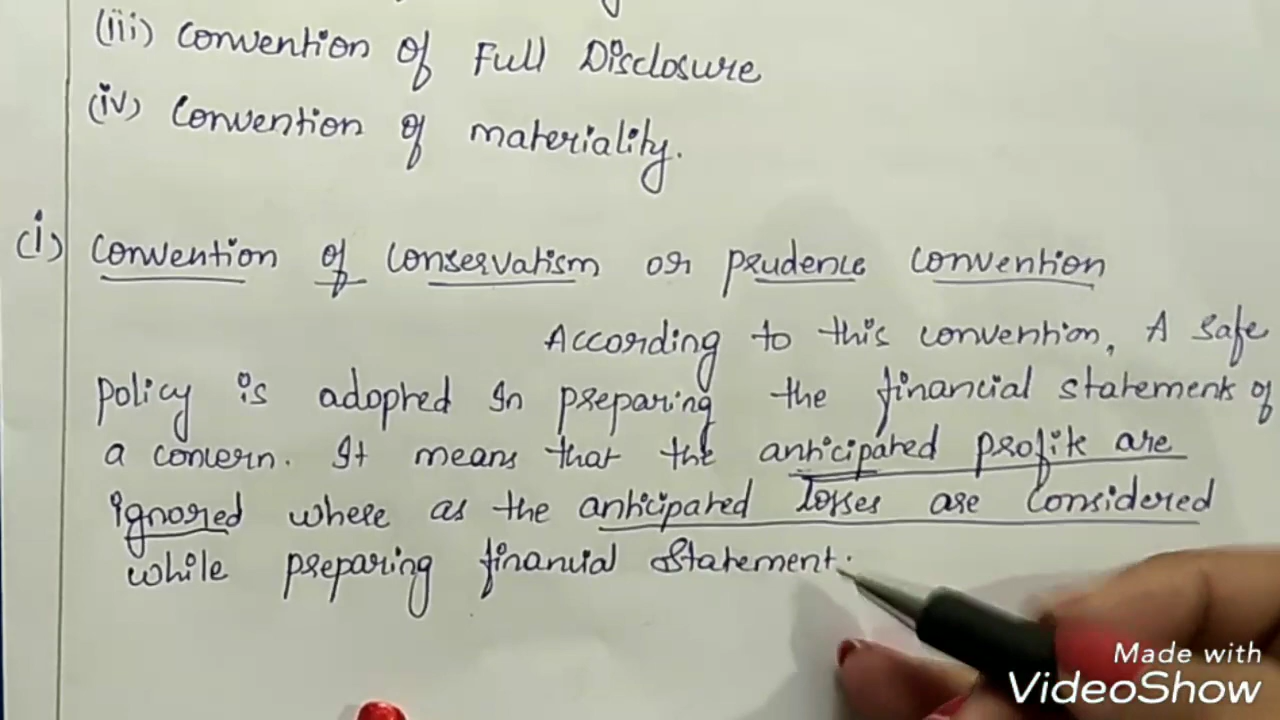 (iii) Convention of Full Disclosure
(iv) Convention of materiality.
(i) Convention of Conservatism or prudence convention
According to this convention, A safe
policy is adopted In preparing the financial statements of
a concern. It means that the anticipated profits are
ignored where as the anticipated losses are Considered
while preparing financial Statement.
Made with
VideoShow